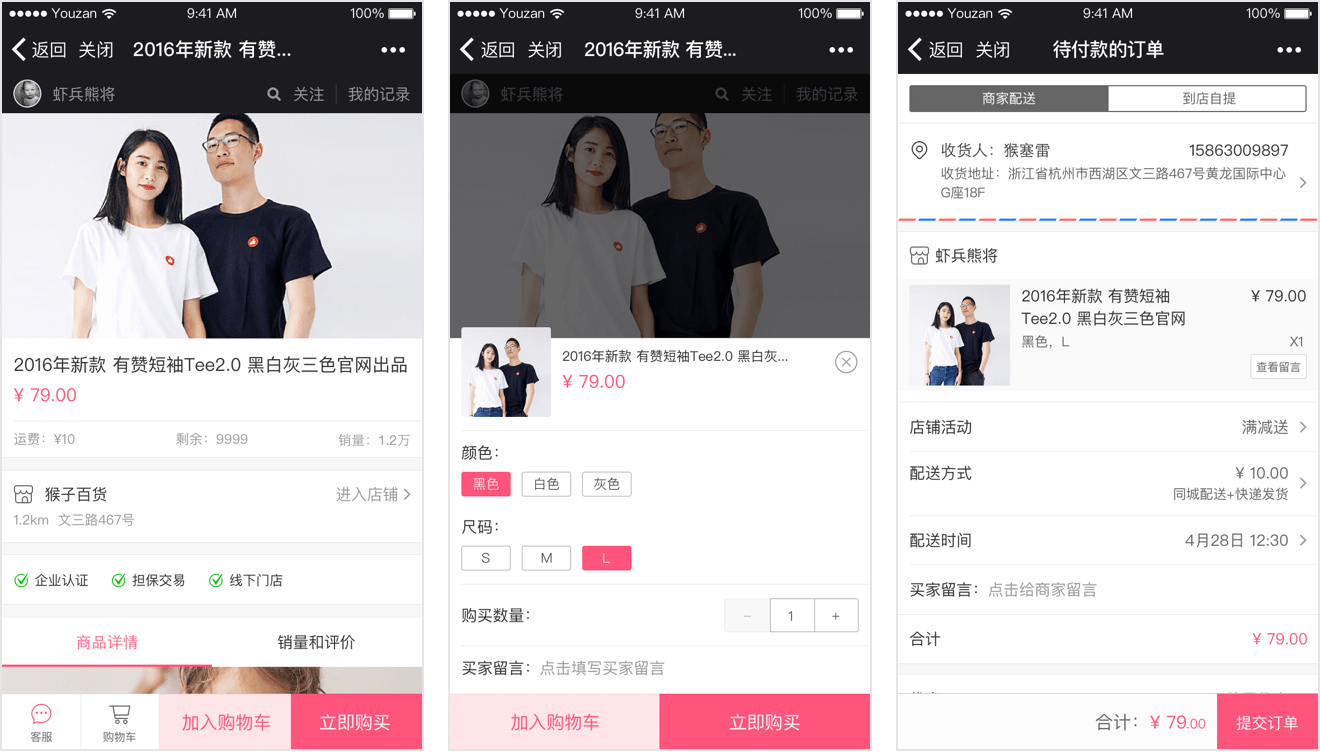 Youzan 9:41 AM 100%
返回 关闭 2016年新款 有赞...
虾兵熊将 关注 我的记录
2016年新款 有赞短袖Tee2.0 黑白灰三色官网出品
¥ 79.00
运费：¥10 剩余：9999 销量：1.2万
猴子百货 进入店铺
1.2km 文三路467号
企业认证 担保交易 线下门店
商品详情 销量和评价
客服 购物车 加入购物车 立即购买
Youzan 9:41 AM 100%
返回 关闭 2016年新款 有赞...
虾兵熊将 关注 我的记录
2016年新款 有赞短袖Tee2.0 黑白灰...
¥ 79.00
颜色：
黑色 白色 灰色
尺码：
S M L
购买数量： － 1 +
买家留言： 点击填写买家留言
加入购物车 立即购买
Youzan 9:41 AM 100%
返回 关闭 待付款的订单
商家配送 到店自提
收货人：猴塞雷 15863009897
收货地址：浙江省杭州市西湖区文三路467号黄龙国际中心
G座18F
虾兵熊将
2016年新款 有赞短袖 ¥ 79.00
Tee2.0 黑白灰三色官网
黑色，L X1
查看留言
店铺活动 满减送
配送方式 ¥ 10.00
同城配送+快递发货
配送时间 4月28日 12:30
买家留言： 点击给商家留言
合计 ¥ 79.00
合计：¥ 79.00 提交订单